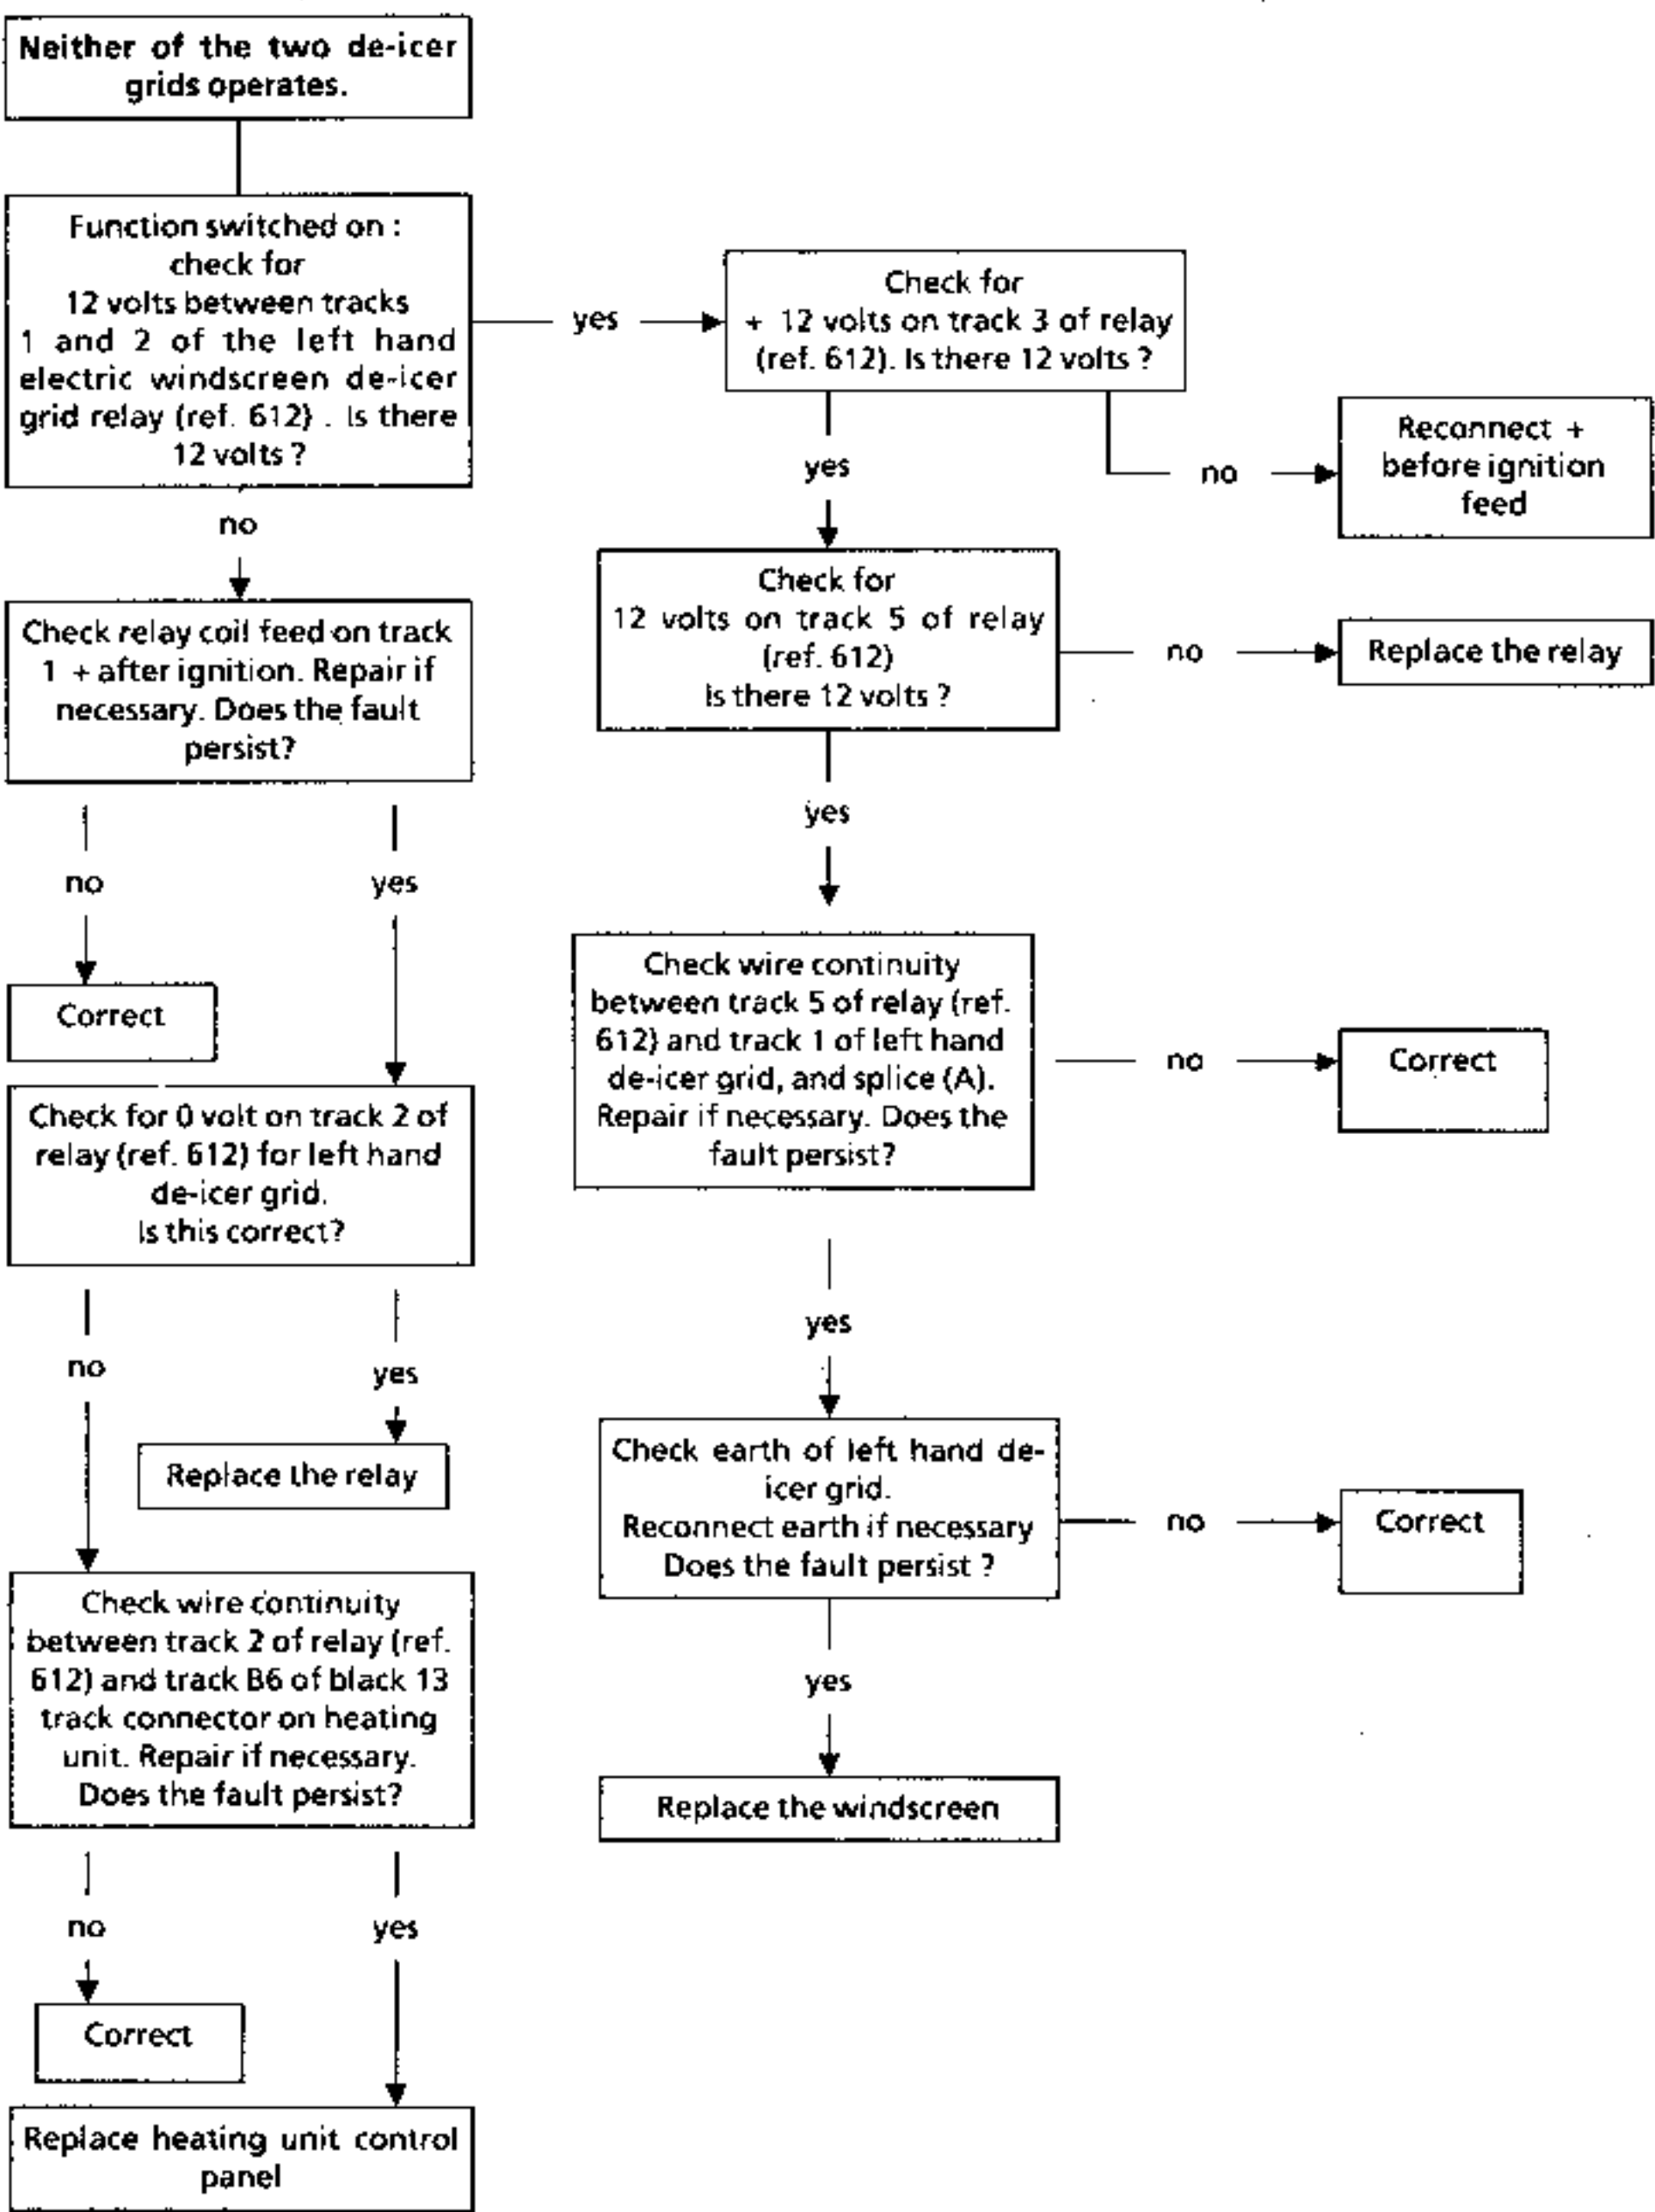 Neither of the two de-icer
grids operates.
Function switched on :
check for
12 volts between tracks
1 and 2 of the left hand
electric windscreen de-icer
grid relay (ref. 612) . Is there
12 volts ?
yes
Check for
+ 12 volts on track 3 of relay
(ref. 612). Is there 12 volts ?
yes
no
Reconnect +
before ignition
feed
no
Check relay coil feed on track
1 + after ignition. Repair if
necessary. Does the fault
persist?
Check for
12 volts on track 5 of relay
(ref. 612)
Is there 12 volts ?
no
Replace the relay
yes
no
yes
Correct
Check wire continuity
between track 5 of relay (ref.
612) and track 1 of left hand
de-icer grid, and splice (A).
Repair if necessary. Does the
fault persist?
no
Correct
Check for 0 volt on track 2 of
relay (ref. 612) for left hand
de-icer grid.
Is this correct?
yes
no
yes
Replace the relay
Check earth of left hand de-
icer grid.
Reconnect earth if necessary
Does the fault persist ?
no
Correct
Check wire continuity
between track 2 of relay (ref.
612) and track B6 of black 13
track connector on heating
unit. Repair if necessary.
Does the fault persist?
yes
Replace the windscreen
no
yes
Correct
Replace heating unit control
panel